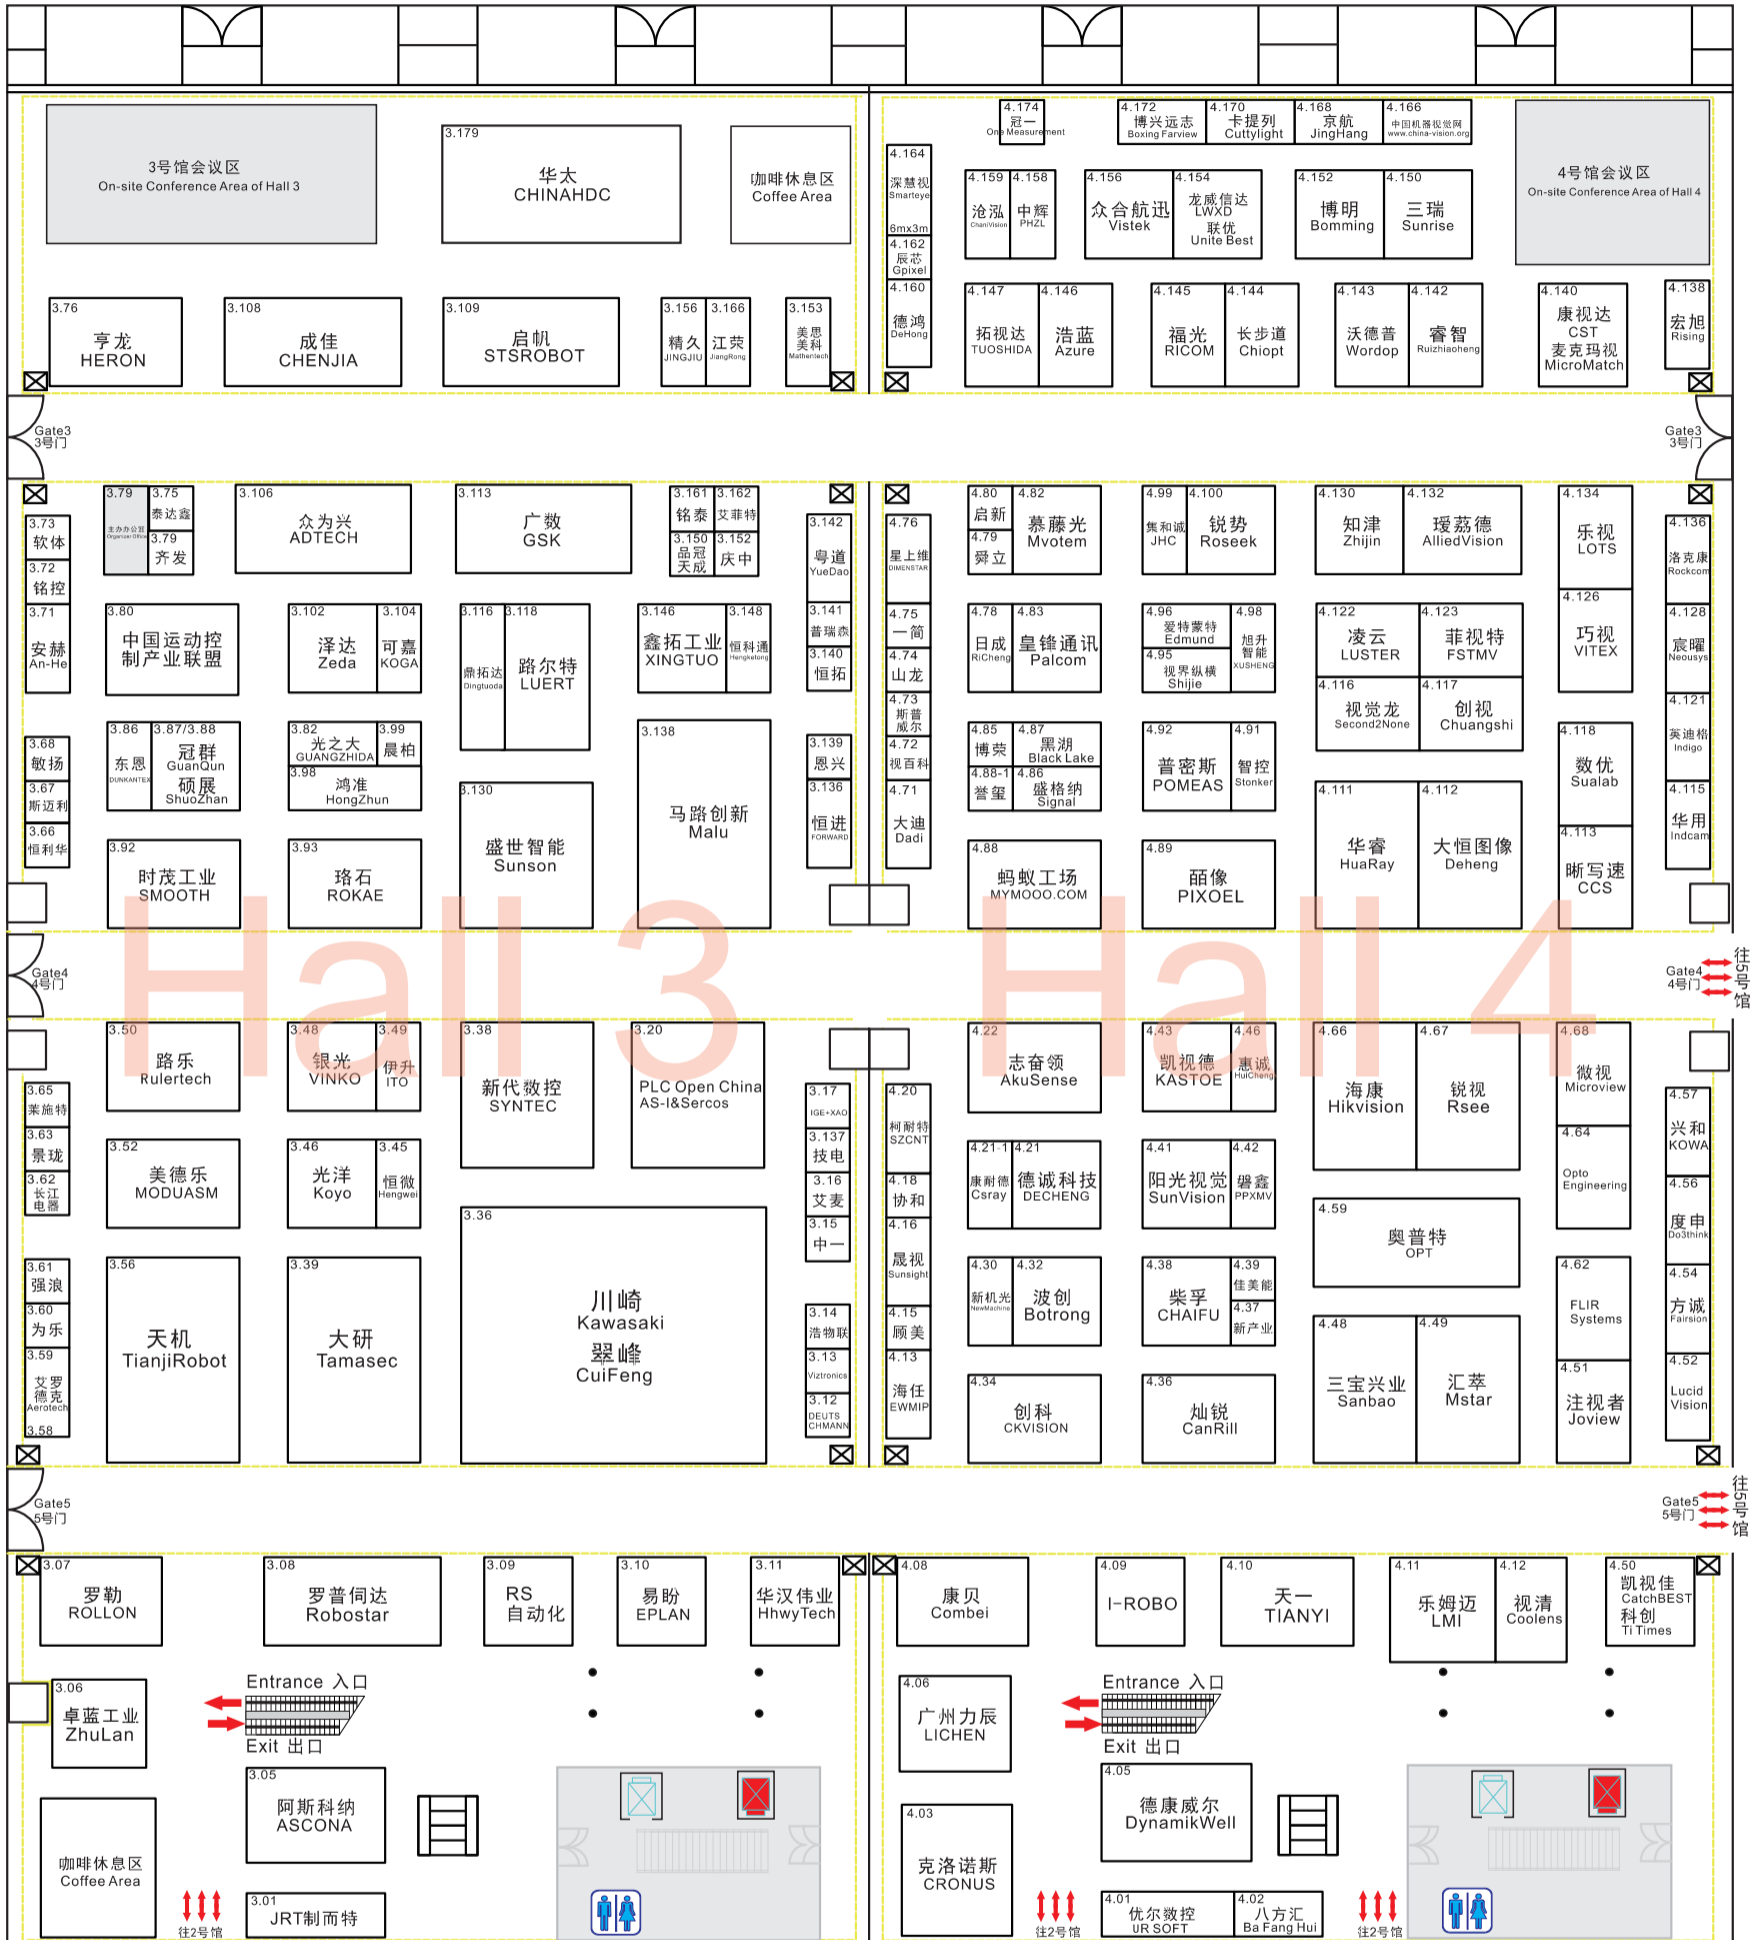 3号馆会议区
On-site Conference Area of Hall 3
3.179
华太
CHINAHDC
咖啡休息区
Coffee Area
3.76
亨龙
HERON
3.108
成佳
CHENJIA
3.109
启帆
STSROBOT
3.156
精久
JINGJIU
3.166
江荣
JiangRong
3.153
美思
美科
Mathentech
4.174
冠一
One Measurement
4.172
博兴远志
Boxing Farview
4.170
卡提列
Cuttylight
4.168
京航
JingHang
4.166
中国机器视觉网
www.china-vision.org
4号馆会议区
On-site Conference Area of Hall 4
4.164
深慧视
Smarteye
6mx3m
4.162
辰芯
Gpixel
4.160
德鸿
DeHong
4.159
沧泓
ChaniVision
4.158
中辉
PHZL
4.156
众合航迅
Vistek
4.154
龙威信达
LWXD
联优
Unite Best
4.152
博明
Bomming
4.150
三瑞
Sunrise
4.147
拓视达
TUOSHIDA
4.146
浩蓝
Azure
4.145
福光
RICOM
4.144
长步道
Chiopt
4.143
沃德普
Wordop
4.142
睿智
Ruizhiaoheng
4.140
康视达
CST
麦克玛视
MicroMatch
4.138
宏旭
Rising
Gate3
3号门
Gate3
3号门
3.73
软体
3.72
铭控
3.71
安赫
An-He
3.79
主办办公室
Organizer Office
3.75
泰达鑫
3.79
齐发
3.106
众为兴
ADTECH
3.113
广数
GSK
3.161
铭泰
3.162
艾菲特
3.150
品冠
天成
3.152
庆中
3.142
粤道
YueDao
3.141
普瑞森
3.140
恒拓
3.80
中国运动控
制产业联盟
3.102
泽达
Zeda
3.104
可嘉
KOGA
3.116
鼎拓达
Dingtuoda
3.118
路尔特
LUERT
3.146
鑫拓工业
XINGTUO
3.148
恒科通
Hengketong
3.68
敏扬
3.67
斯迈利
3.66
恒利华
3.86
东恩
DUNKANTEX
3.87/3.88
冠群
GuanQun
硕展
ShuoZhan
3.82
光之大
GUANGZHIDA
3.99
晨柏
3.98
鸿准
HongZhun
3.130
盛世智能
Sunson
3.138
马路创新
Malu
3.139
恩兴
3.136
恒进
FORWARD
3.92
时茂工业
SMOOTH
3.93
珞石
ROKAE
4.76
星上维
DIMENSTAR
4.75
一简
4.74
山龙
4.73
斯普
威尔
4.72
视百科
4.71
大迪
Dadi
4.80
启新
4.79
舜立
4.82
慕藤光
Mvotem
4.99
隽和诚
JHC
4.100
锐势
Roseek
4.130
知津
Zhijin
4.132
瑷荔德
AlliedVision
4.134
乐视
LOTS
4.136
洛克康
Rockcom
4.78
日成
RiCheng
4.83
皇锋通讯
Palcom
4.96
爱特蒙特
Edmund
4.95
视界纵横
Shijie
4.98
旭升
智能
XUSHENG
4.122
凌云
LUSTER
4.123
菲视特
FSTMV
4.126
巧视
VITEX
4.128
宸曜
Neousys
4.116
视觉龙
Second2None
4.117
创视
Chuangshi
4.121
英迪格
Indigo
4.85
博荣
4.87
黑湖
Black Lake
4.88-1
誉玺
4.86
盛格纳
Signal
4.92
普密斯
POMEAS
4.91
智控
Stonker
4.118
数优
Sualab
4.115
华用
Indcam
4.111
华睿
HuaRay
4.112
大恒图像
Deheng
4.113
晰写速
CCS
4.88
蚂蚁工场
MYMOOO.COM
4.89
皕像
PIXOEL
Hall 3
Hall 4
Gate4
4号门
Gate4
4号门
往5号馆
3.65
莱施特
3.63
景珑
3.62
长江
电器
3.50
路乐
Rulertech
3.48
银光
VINKO
3.49
伊升
ITO
3.38
新代数控
SYNTEC
3.20
PLC Open China
AS-I&Sercos
3.17
IGE+XAO
3.137
技电
3.16
艾麦
3.15
中一
3.52
美德乐
MODUASM
3.46
光洋
Koyo
3.45
恒微
Hengwei
3.36
川崎
Kawasaki
翠峰
CuiFeng
3.61
强浪
3.60
为乐
3.59
艾罗
德克
Aerotech
3.58
3.56
天机
TianjiRobot
3.39
大研
Tamasec
3.14
浩物联
3.13
Viztronics
3.12
DEUTS
CHMANN
4.20
柯耐特
SZCNT
4.18
协和
4.16
晟视
Sunsight
4.15
顾美
4.13
海任
EWMIP
4.22
志奋领
AkuSense
4.43
凯视德
KASTOE
4.46
惠诚
HuiCheng
4.66
海康
Hikvision
4.67
锐视
Rsee
4.68
微视
Microview
4.57
兴和
KOWA
4.21-1
康耐德
Csray
4.21
德诚科技
DECHENG
4.41
阳光视觉
SunVision
4.42
磐鑫
PPXMV
4.64
Opto
Engineering
4.56
度申
Do3think
4.59
奥普特
OPT
4.30
新机光
NewMachine
4.32
波创
Botrong
4.38
柴孚
CHAIFU
4.39
佳美能
4.37
新产业
4.62
FLIR
Systems
4.54
方诚
Fairsion
4.48
三宝兴业
Sanbao
4.49
汇萃
Mstar
4.51
注视者
Joview
4.52
Lucid
Vision
4.34
创科
CKVISION
4.36
灿锐
CanRill
Gate5
5号门
Gate5
5号门
往5号馆
3.07
罗勒
ROLLON
3.08
罗普伺达
Robostar
3.09
RS
自动化
3.10
易盼
EPLAN
3.11
华汉伟业
HhwyTech
4.08
康贝
Combei
4.09
I-ROBO
4.10
天一
TIANYI
4.11
乐姆迈
LMI
4.12
视清
Coolens
4.50
凯视佳
CatchBEST
科创
Ti Times
3.06
卓蓝工业
ZhuLan
Entrance 入口
Exit 出口
3.05
阿斯科纳
ASCONA
咖啡休息区
Coffee Area
往2号馆
3.01
JRT制而特
4.06
广州力辰
LICHEN
Entrance 入口
Exit 出口
4.05
德康威尔
DynamikWell
4.03
克洛诺斯
CRONUS
往2号馆
4.01
优尔数控
UR SOFT
4.02
八方汇
Ba Fang Hui
往2号馆